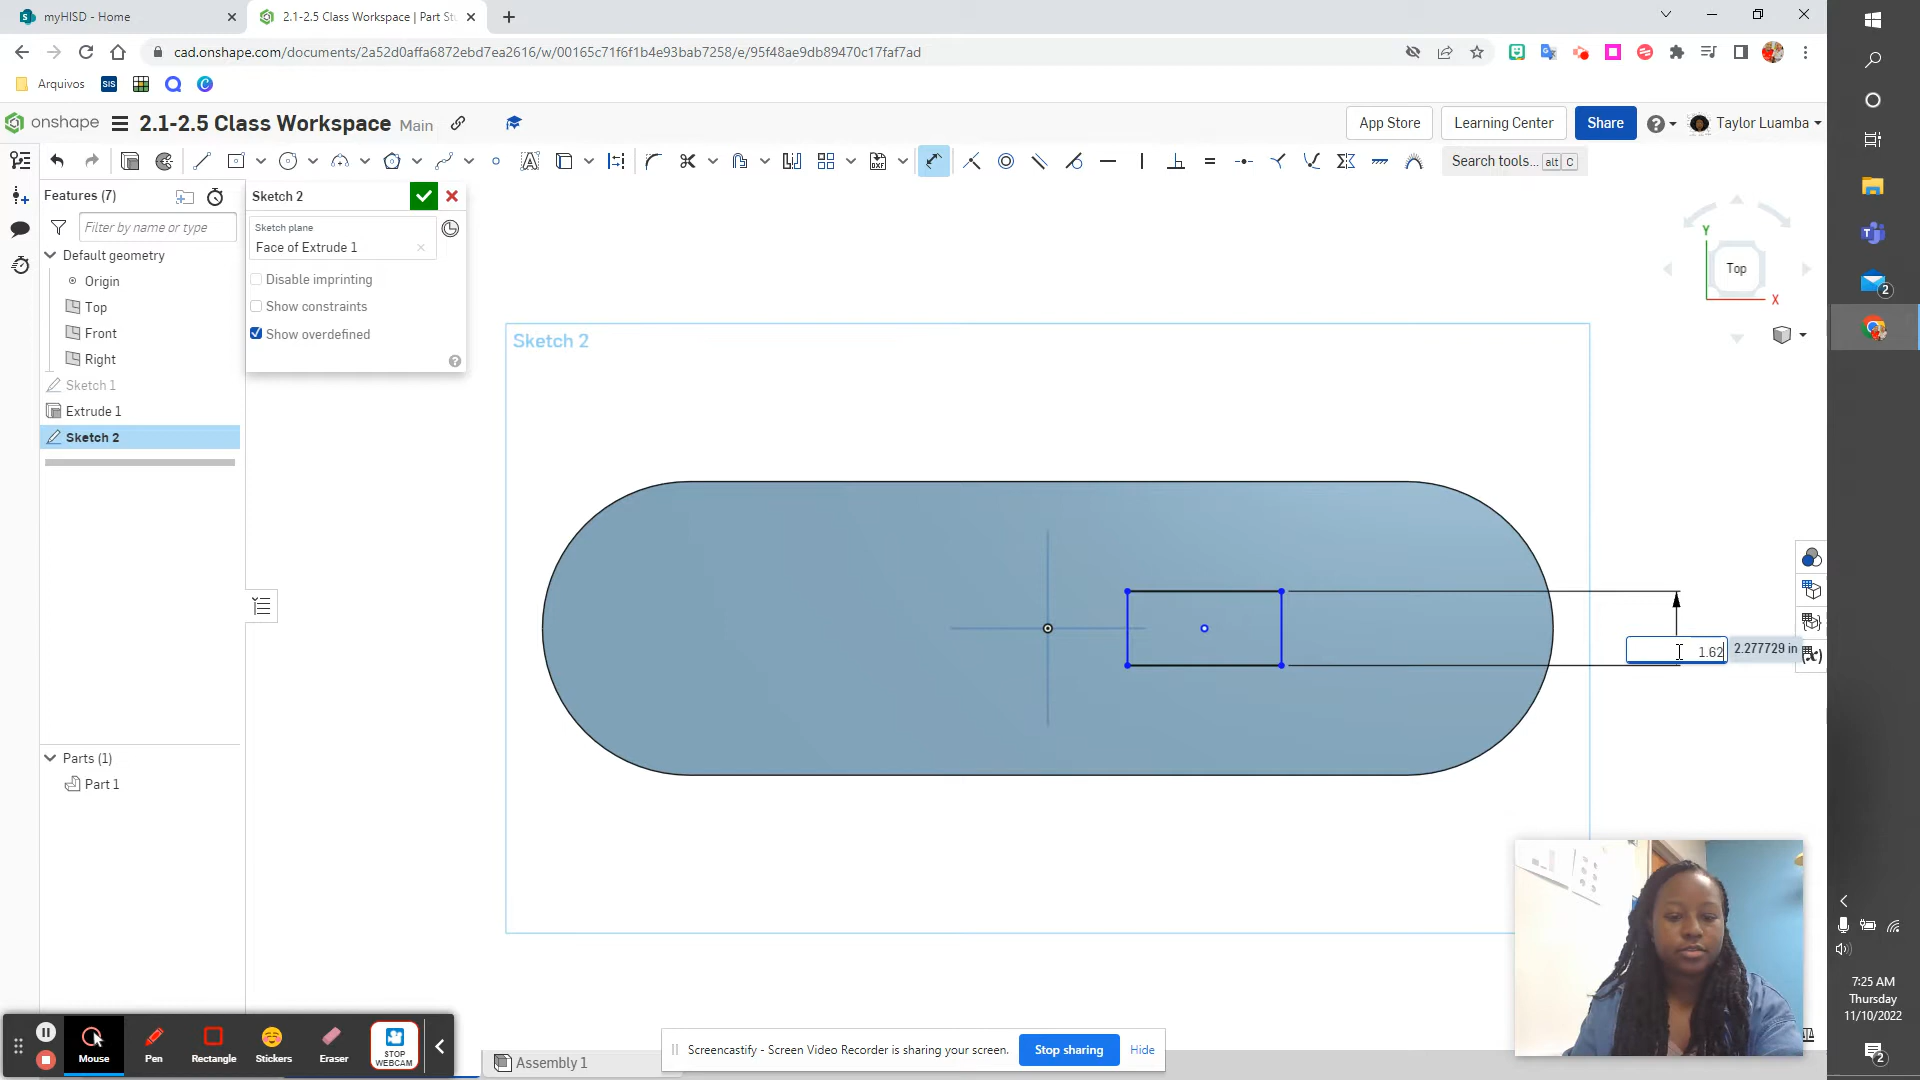 myHISD - Home
2.1-2.5 Class Workspace | Part Stu
cad.onshape.com/documents/2a52d0affa6872ebd7ea2616/w/00165c71f6f1b4e93bab7258/e/95f48ae9db89470c17faf7ad
Arquivos
SIS
onshape
2.1-2.5 Class Workspace Main
App Store
Learning Center
Share
Taylor Luamba
Search tools... alt C
Features (7)
Filter by name or type
Default geometry
Origin
Top
Front
Right
Sketch 1
Extrude 1
Sketch 2
Sketch 2
Sketch plane
Face of Extrude 1
Disable imprinting
Show constraints
Show overdefined
Sketch 2
Y
Top
X
1.62
2.277729 in
Parts (1)
Part 1
Mouse
Pen
Rectangle
Stickers
Eraser
STOP
WEBCAM
Assembly 1
Screencastify - Screen Video Recorder is sharing your screen.
Stop sharing
Hide
2
7:25 AM
Thursday
11/10/2022
2